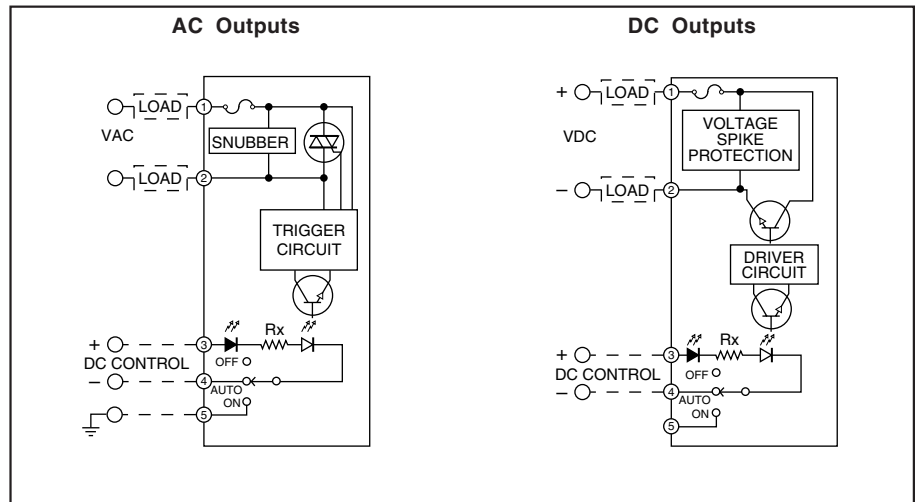 AC Outputs
LOAD
1
VAC
SNUBBER
LOAD
2
TRIGGER
CIRCUIT
+
3
Rx
OFF
DC CONTROL
–
4
AUTO
ON
5
DC Outputs
+
LOAD
1
VDC
VOLTAGE
SPIKE
PROTECTION
–
LOAD
2
DRIVER
CIRCUIT
+
3
Rx
OFF
DC CONTROL
–
4
AUTO
ON
5